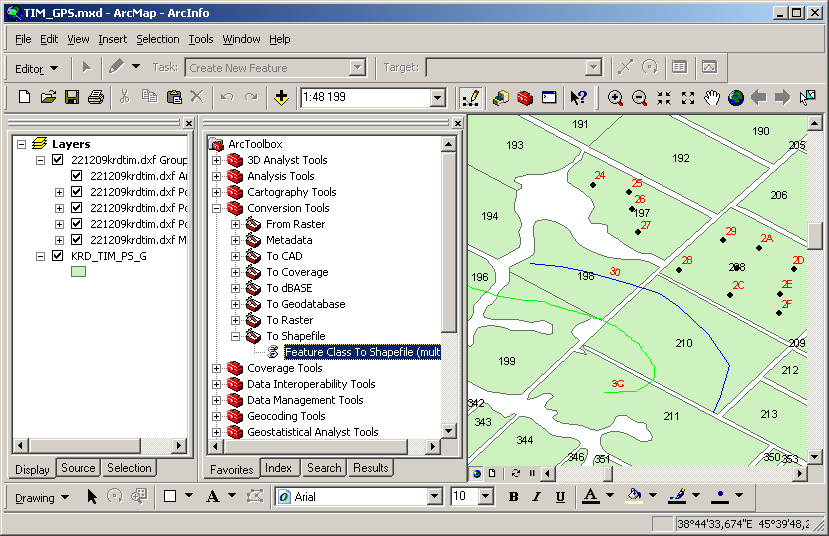 TIM_GPS.mxd - ArcMap - ArcInfo
File Edit View Insert Selection Tools Window Help
Editor Task: Create New Feature Target:
1:48 199
Layers
221209krdtim.dxf Group
221209krdtim.dxf Ar
221209krdtim.dxf Po
221209krdtim.dxf Po
221209krdtim.dxf Po
221209krdtim.dxf M
KRD_TIM_PS_G
Display Source Selection
ArcToolbox
3D Analyst Tools
Analysis Tools
Cartography Tools
Conversion Tools
From Raster
Metadata
To CAD
To Coverage
To dBASE
To Geodatabase
To Raster
To Shapefile
Feature Class To Shapefile (mult
Coverage Tools
Data Interoperability Tools
Data Management Tools
Geocoding Tools
Geostatistical Analyst Tools
Favorites Index Search Results
191 190
193 205
192
24 25 206
26
194 197
27 29 2A
28 208 2D
196 198 30 2C 2E
2F
210 209
199 212
3G
342 211 213
343 344
346 351 350 353
Drawing A Arial 10 B I U A
38°44'33,674"E 45°39'48,2